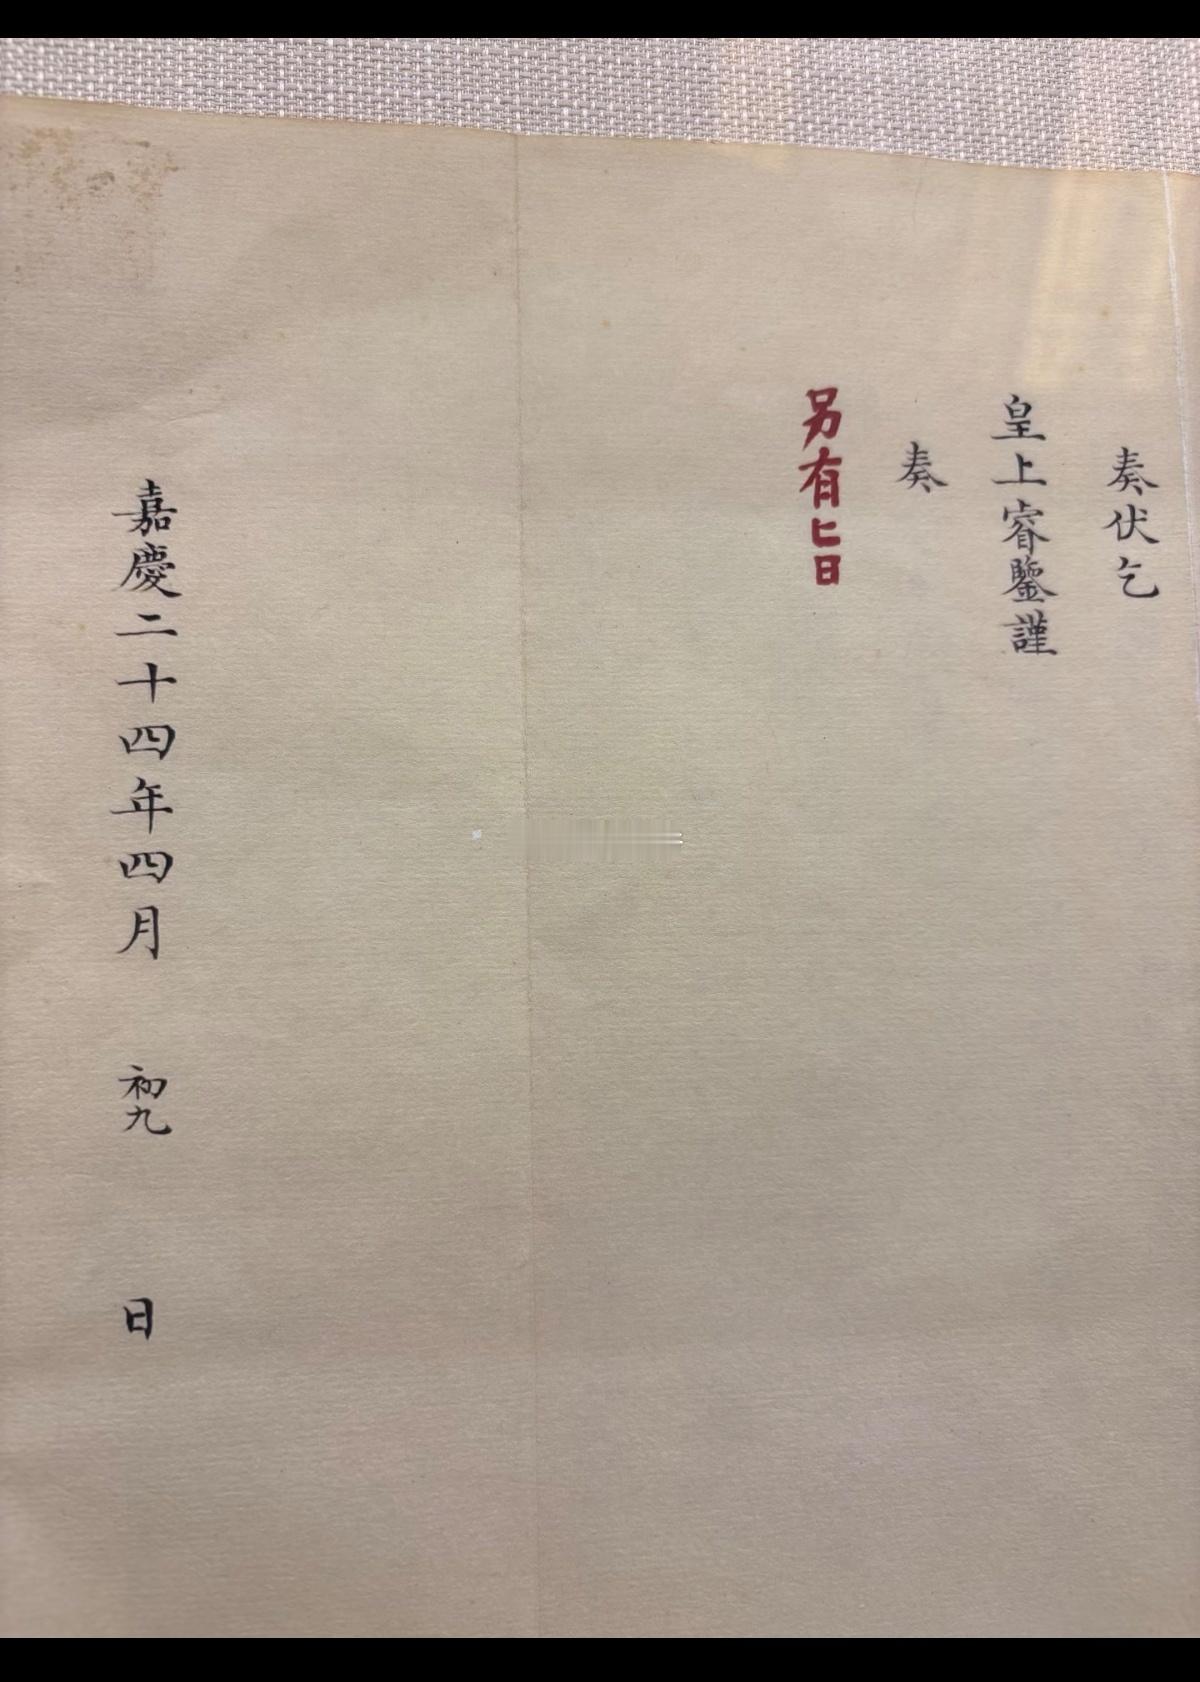 奏伏乞
皇上睿鑒謹
奏
另有旨
嘉慶二十四年四月初九日